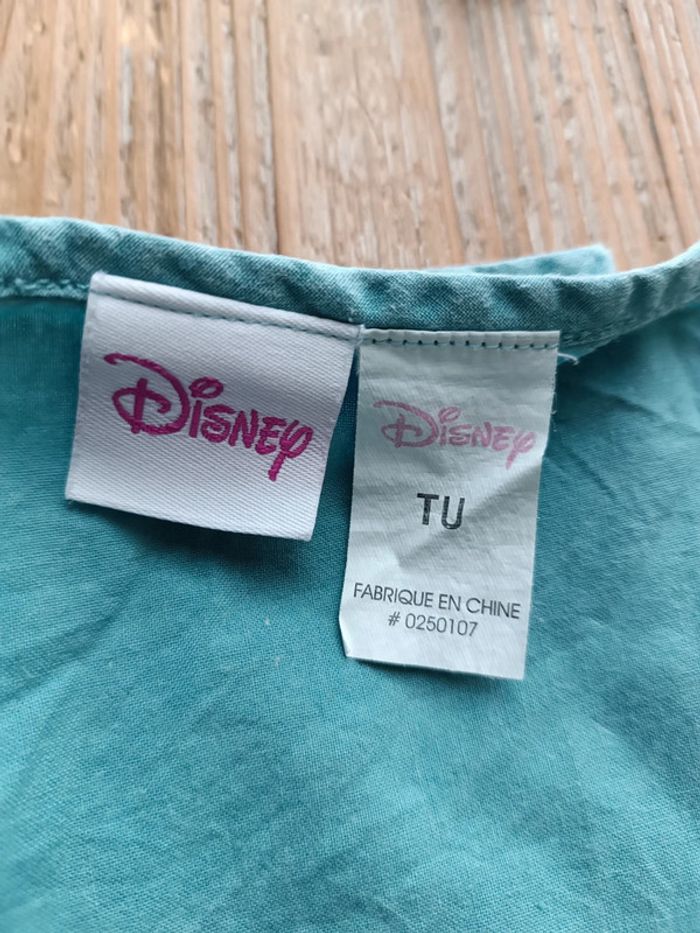 Disney
Disney
TU
FABRIQUE EN CHINE
# 0250107